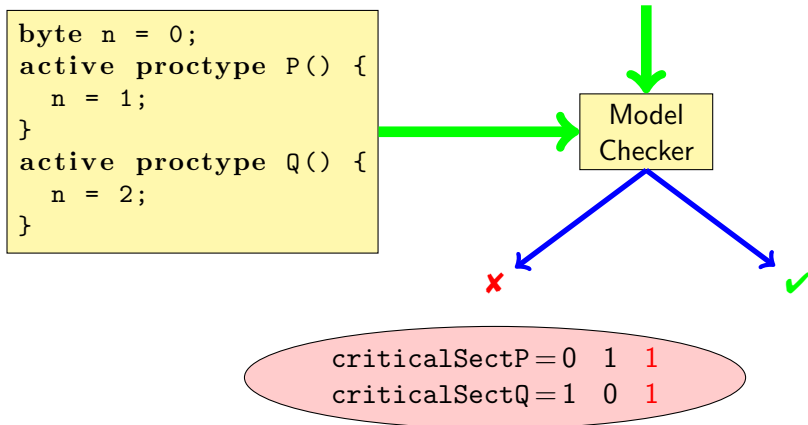 byte n = 0;
active proctype P() {
  n = 1;
}
active proctype Q() {
  n = 2;
}
Model
Checker
✘ ✔
criticalSectP=0 1 1
criticalSectQ=1 0 1